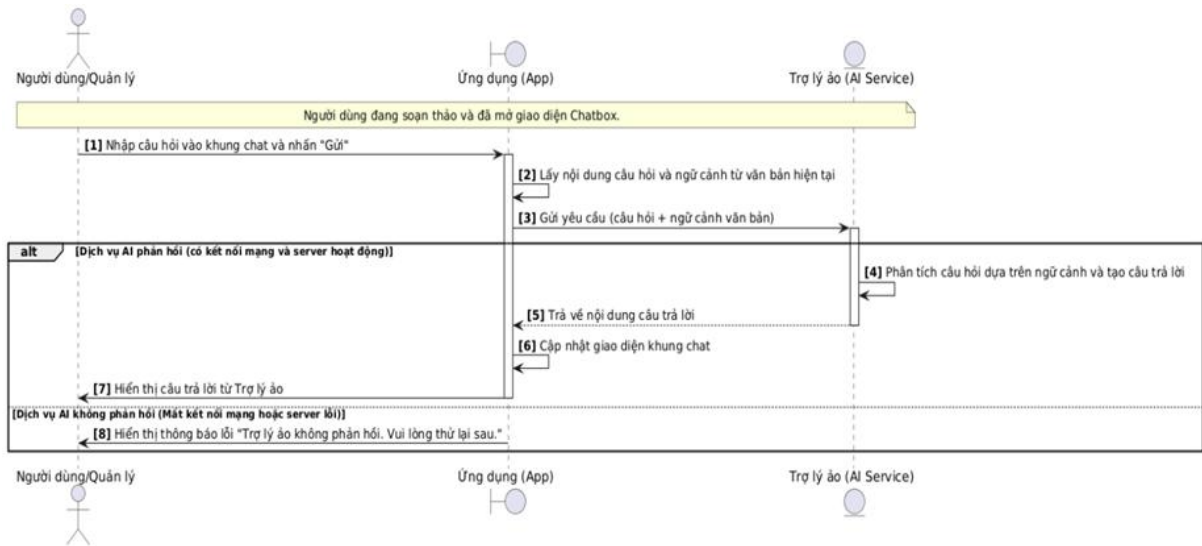 Người dùng/Quản lý
Ứng dụng (App)
Trợ lý ảo (AI Service)
Người dùng đang soạn thảo và đã mở giao diện Chatbox.
[1] Nhập câu hỏi vào khung chat và nhấn "Gửi"
[2] Lấy nội dung câu hỏi và ngữ cảnh từ văn bản hiện tại
[3] Gửi yêu cầu (câu hỏi + ngữ cảnh văn bản)
alt [Dịch vụ AI phản hồi (có kết nối mạng và server hoạt động)]
[4] Phân tích câu hỏi dựa trên ngữ cảnh và tạo câu trả lời
[5] Trả về nội dung câu trả lời
[6] Cập nhật giao diện khung chat
[7] Hiển thị câu trả lời từ Trợ lý ảo
[Dịch vụ AI không phản hồi (Mất kết nối mạng hoặc server lỗi)]
[8] Hiển thị thông báo lỗi "Trợ lý ảo không phản hồi. Vui lòng thử lại sau."
Người dùng/Quản lý
Ứng dụng (App)
Trợ lý ảo (AI Service)